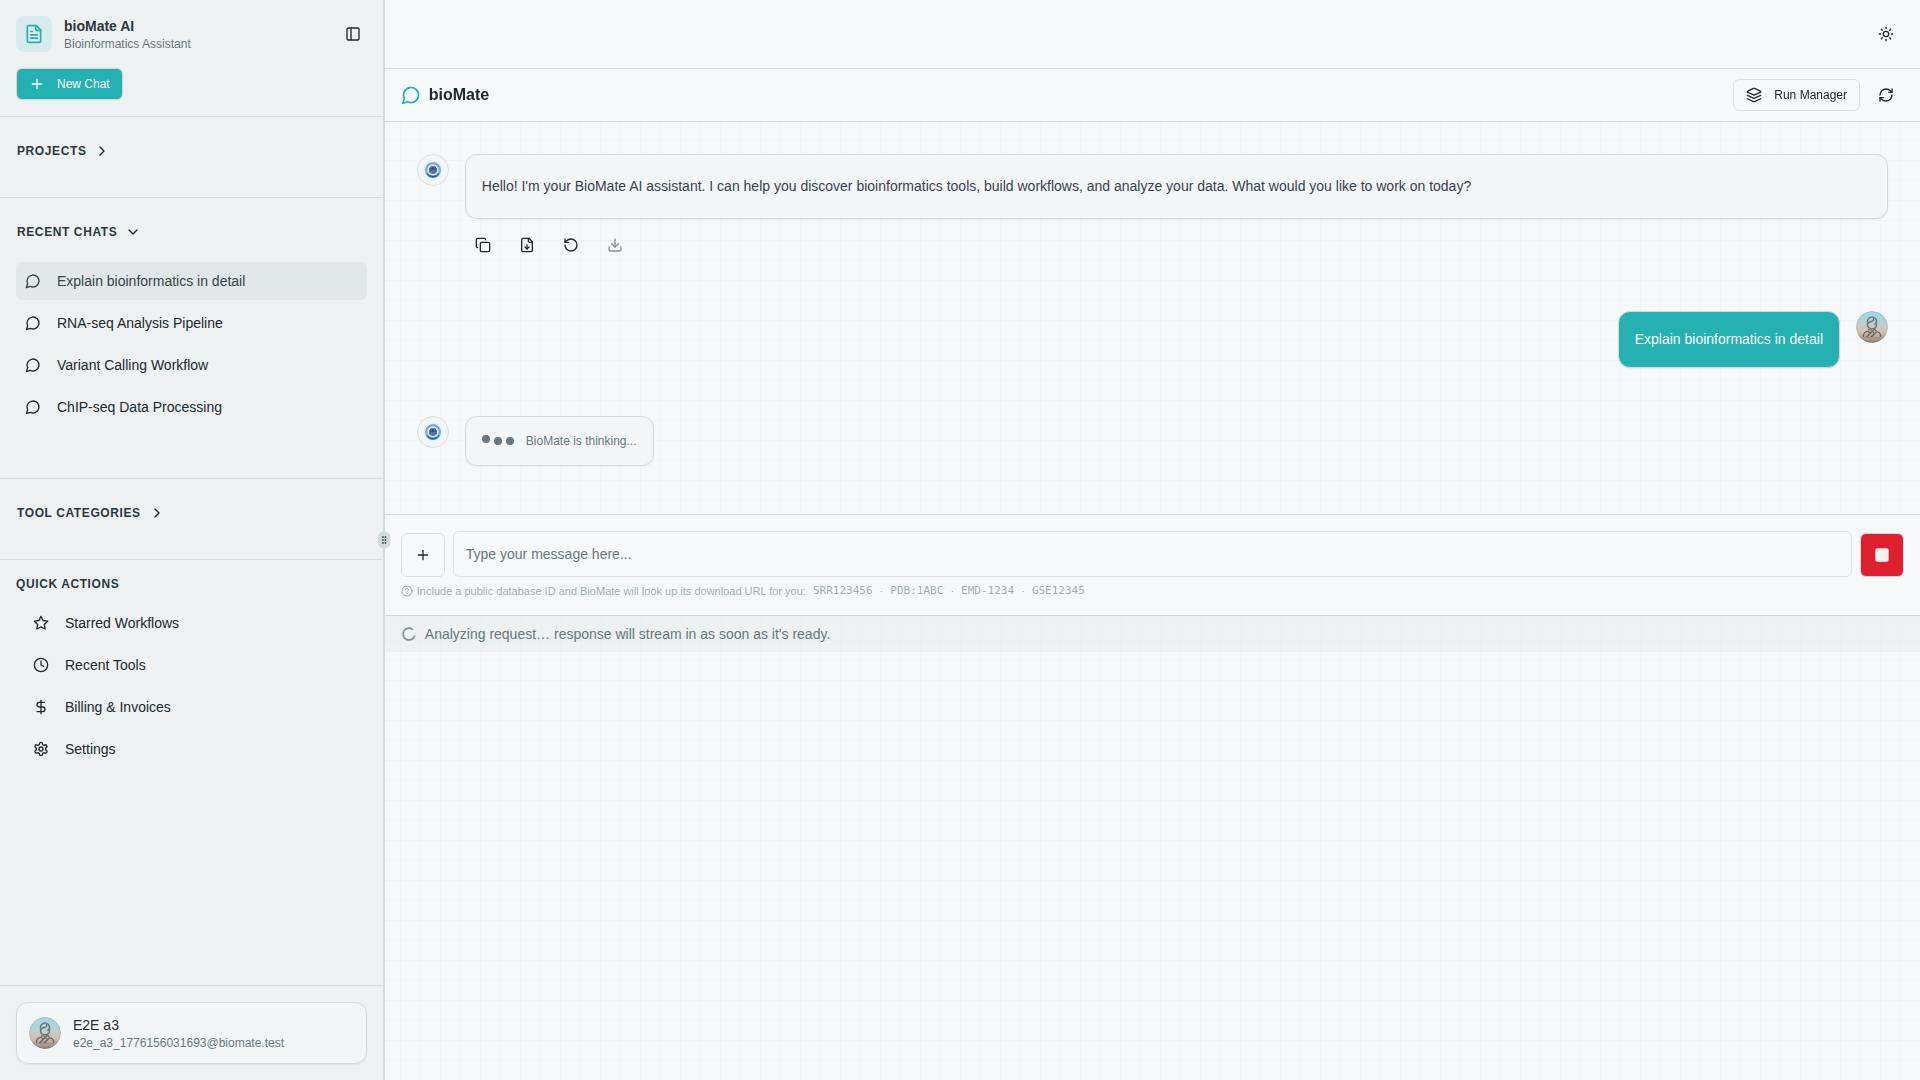 bioMate AI
Bioinformatics Assistant
New Chat
PROJECTS
RECENT CHATS
Explain bioinformatics in detail
RNA-seq Analysis Pipeline
Variant Calling Workflow
ChIP-seq Data Processing
TOOL CATEGORIES
QUICK ACTIONS
Starred Workflows
Recent Tools
Billing & Invoices
Settings
E2E a3
e2e_a3_1776156031693@biomate.test
bioMate
Run Manager
Hello! I'm your BioMate AI assistant. I can help you discover bioinformatics tools, build workflows, and analyze your data. What would you like to work on today?
Explain bioinformatics in detail
BioMate is thinking...
Type your message here...
Include a public database ID and BioMate will look up its download URL for you: SRR123456 · PDB:1ABC · EMD-1234 · GSE12345
Analyzing request… response will stream in as soon as it's ready.